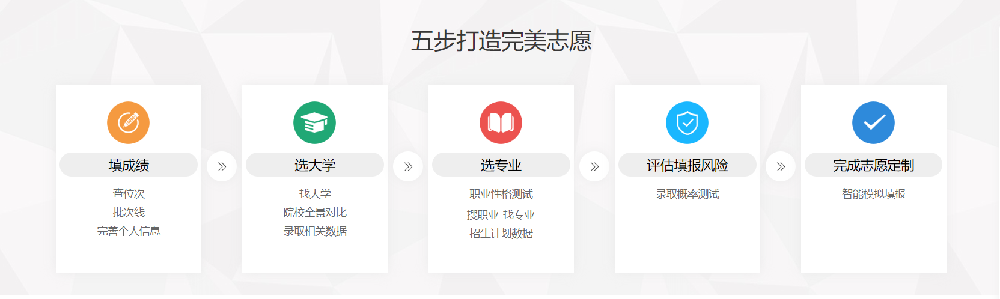 五步打造完美志愿
填成绩
查位次
批次线
完善个人信息
选大学
找大学
院校全景对比
录取相关数据
选专业
职业性格测试
搜职业 找专业
招生计划数据
评估填报风险
录取概率测试
完成志愿定制
智能模拟填报